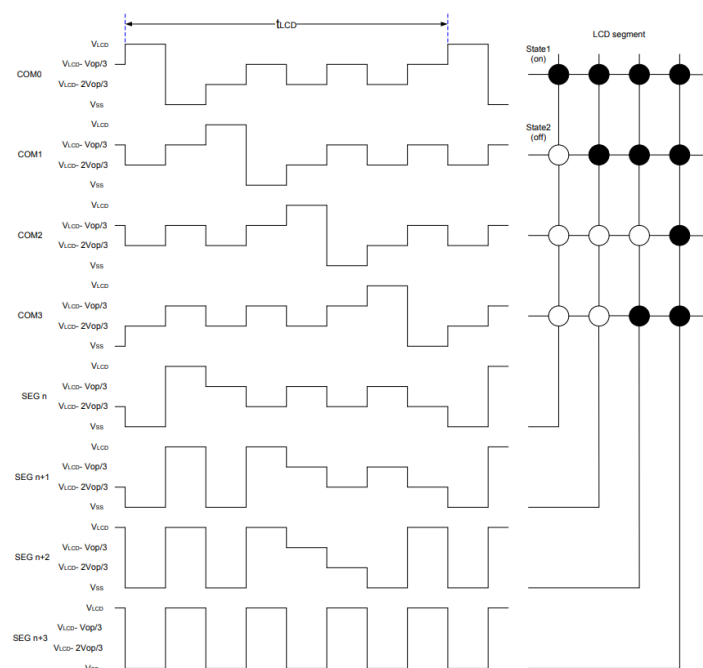 tLCD
LCD segment
VLCD
VLCD- Vop/3
COM0
VLCD- 2Vop/3
VSS
State1
(on)
VLCD
VLCD- Vop/3
COM1
VLCD- 2Vop/3
VSS
State2
(off)
VLCD
VLCD- Vop/3
COM2
VLCD- 2Vop/3
VSS
VLCD
VLCD- Vop/3
COM3
VLCD- 2Vop/3
VSS
VLCD
VLCD- Vop/3
SEG n
VLCD- 2Vop/3
VSS
VLCD
VLCD- Vop/3
SEG n+1
VLCD- 2Vop/3
VSS
VLCD
VLCD- Vop/3
SEG n+2
VLCD- 2Vop/3
VSS
VLCD
VLCD- Vop/3
SEG n+3
VLCD- 2Vop/3
VSS